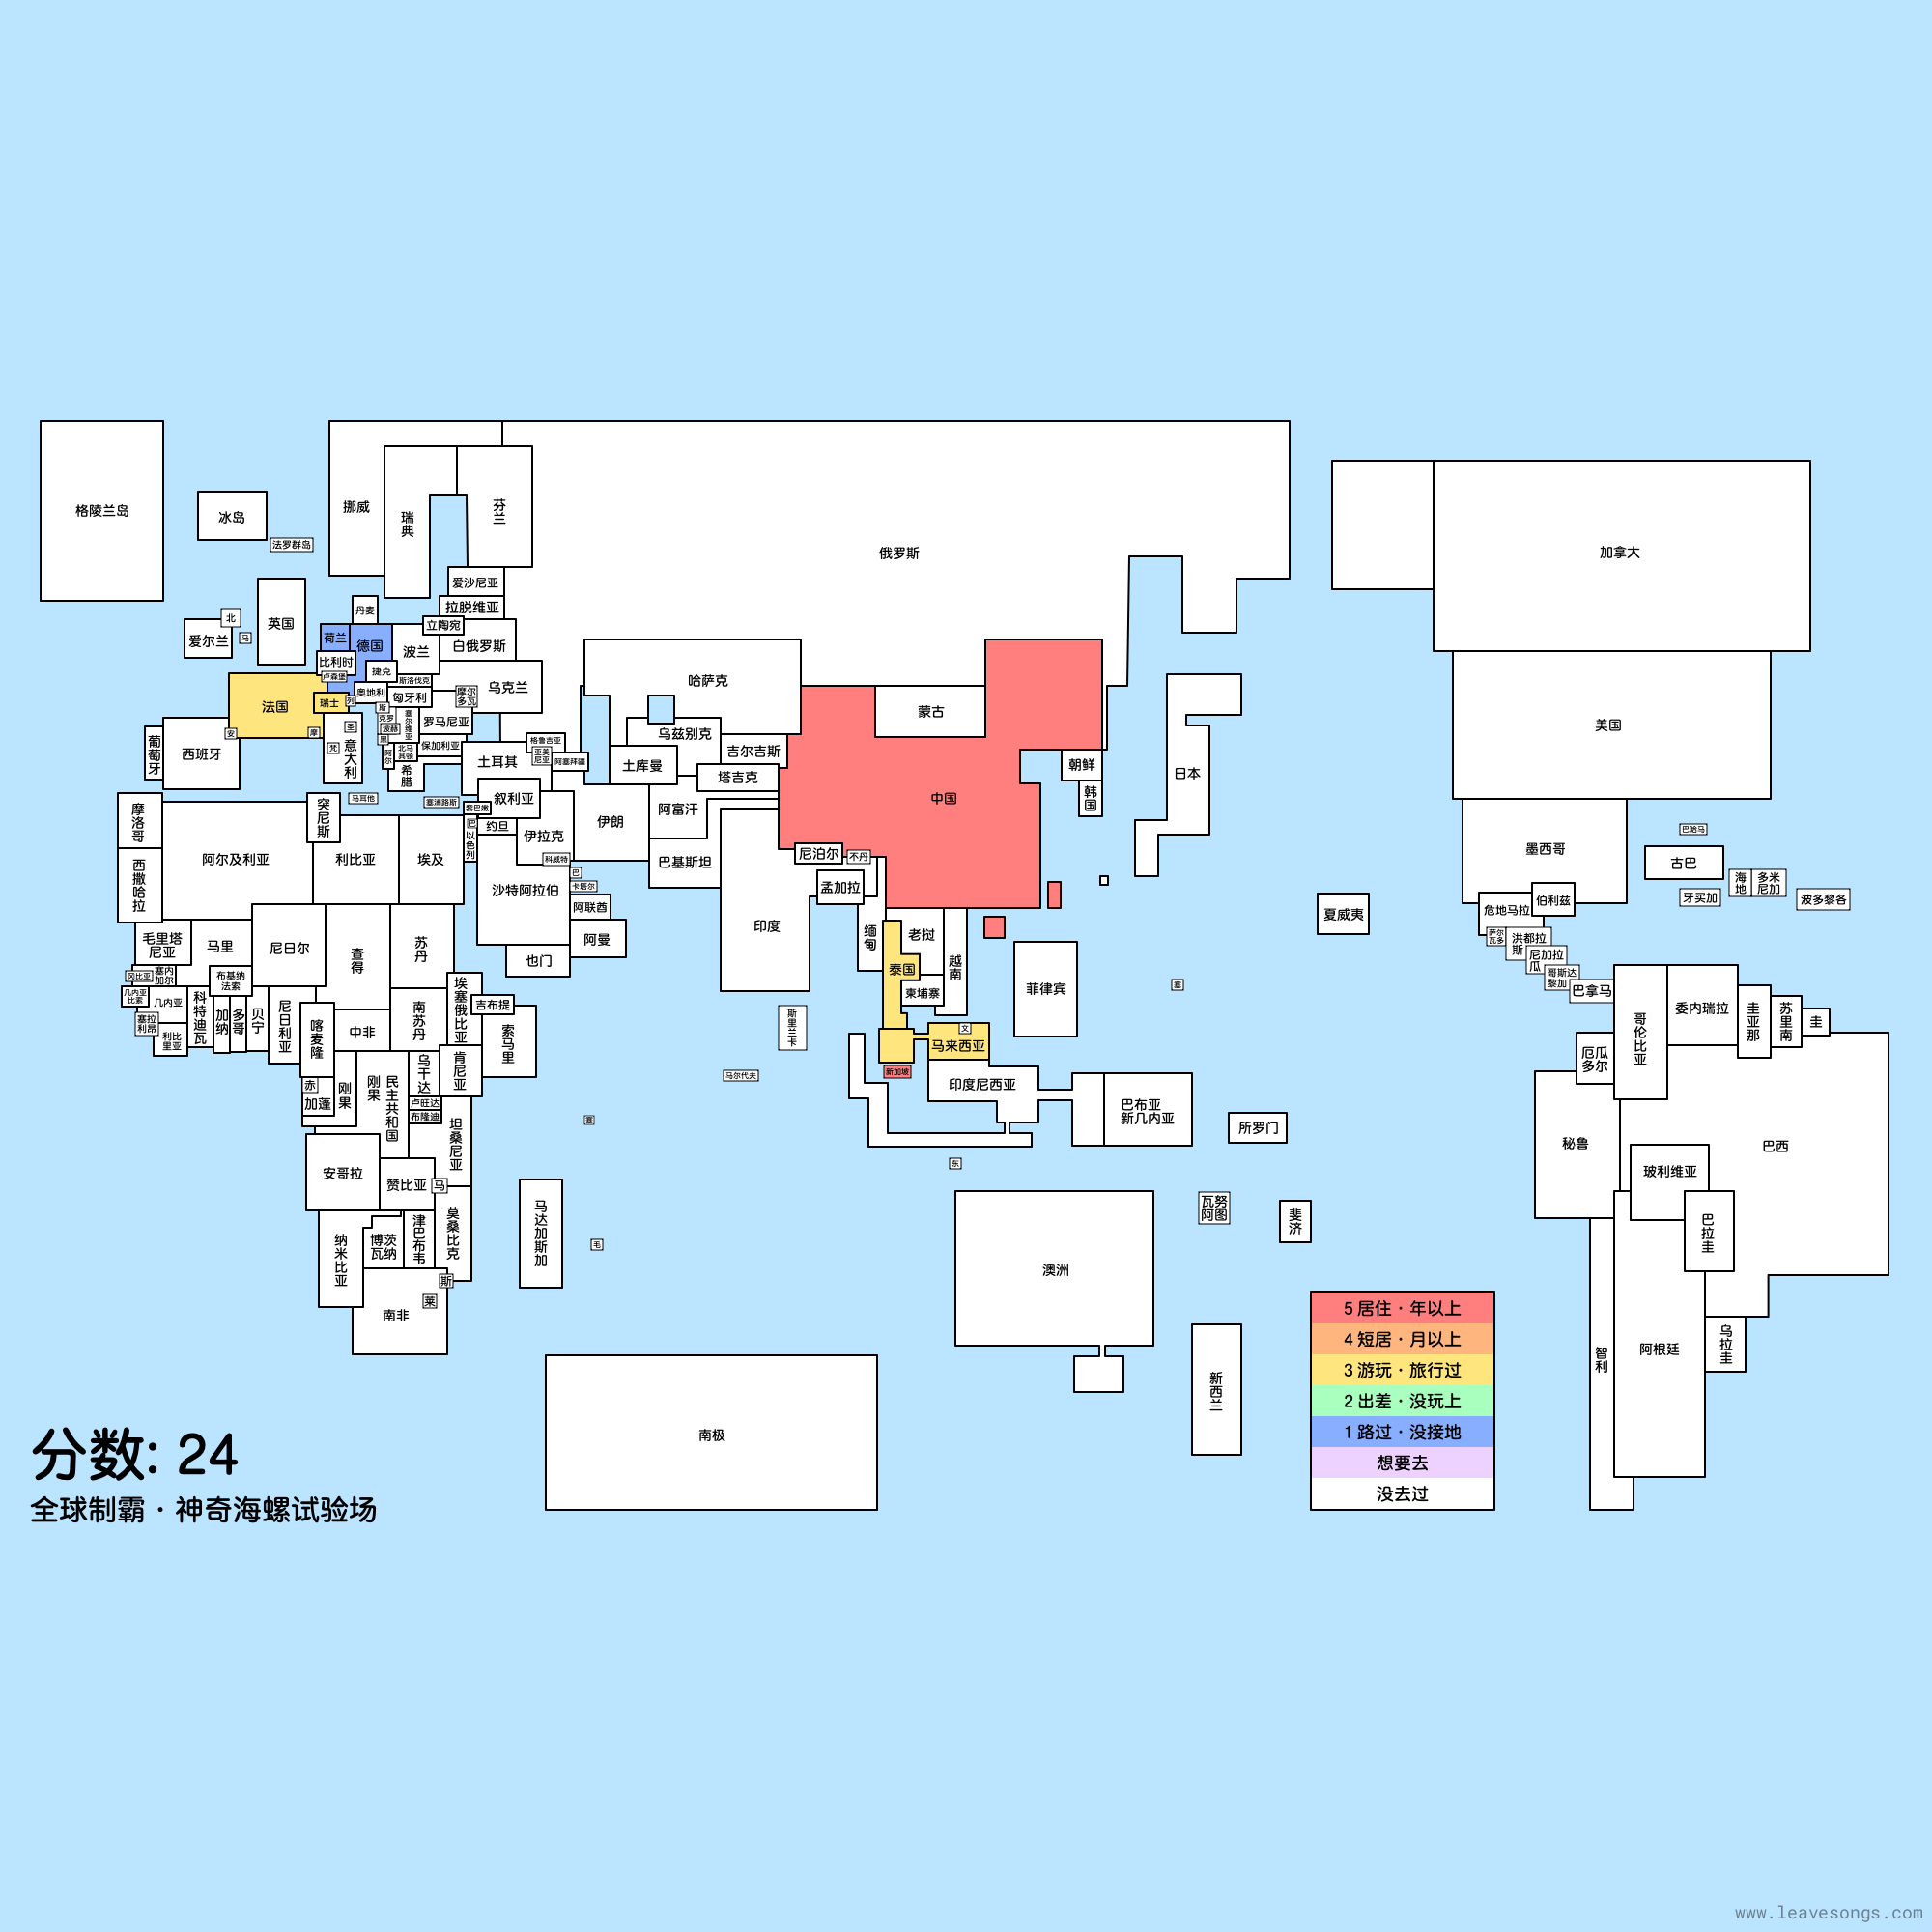 格陵兰岛
冰岛
法罗群岛
挪威
瑞典
芬兰
俄罗斯
加拿大
爱沙尼亚
拉脱维亚
立陶宛
白俄罗斯
丹麦
北
爱尔兰
马
英国
荷兰
德国
波兰
比利时
卢森堡
捷克
斯洛伐克
乌克兰
法国
瑞士
列
奥地利
匈牙利
摩尔多瓦
斯
克罗
波赫
黑
塞尔维亚
罗马尼亚
安
摩
圣
梵
意大利
葡萄牙
西班牙
阿尔
北马其顿
保加利亚
希腊
土耳其
格鲁吉亚
亚美尼亚
阿塞拜疆
哈萨克
蒙古
乌兹别克
吉尔吉斯
土库曼
塔吉克
中国
朝鲜
韩国
日本
美国
马耳他
塞浦路斯
黎巴嫩
叙利亚
厄
以色列
约旦
伊拉克
伊朗
阿富汗
巴基斯坦
科威特
巴
卡塔尔
沙特阿拉伯
阿联酋
阿曼
也门
尼泊尔
不丹
孟加拉
印度
缅甸
老挝
越南
泰国
柬埔寨
菲律宾
塞
斯里兰卡
马尔代夫
文
马来西亚
新加坡
印度尼西亚
巴布亚
新几内亚
所罗门
东
瓦努阿图
斐济
澳洲
新西兰
夏威夷
摩洛哥
西撒哈拉
阿尔及利亚
突尼斯
利比亚
埃及
毛里塔尼亚
马里
尼日尔
查得
苏丹
冈比亚
塞内加尔
布基纳法索
几内亚比索
几内亚
塞拉利昂
利比里亚
科特迪瓦
加纳
多哥
贝宁
尼日利亚
喀麦隆
中非
南苏丹
埃塞俄比亚
吉布提
索马里
赤
加蓬
刚果
刚果
民主共和国
乌干达
肯尼亚
卢旺达
布隆迪
坦桑尼亚
塞
安哥拉
赞比亚
马
莫桑比克
马达加斯加
毛
纳米比亚
博茨瓦纳
津巴布韦
斯
莱
南非
南极
墨西哥
巴哈马
古巴
海地
多米尼加
牙买加
波多黎各
危地马拉
伯利兹
萨尔瓦多
洪都拉斯
尼加拉瓜
哥斯达黎加
巴拿马
哥伦比亚
委内瑞拉
圭亚那
苏里南
圭
厄瓜多尔
秘鲁
巴西
玻利维亚
巴拉圭
智利
阿根廷
乌拉圭
5 居住 · 年以上
4 短居 · 月以上
3 游玩 · 旅行过
2 出差 · 没玩上
1 路过 · 没接地
想要去
没去过
分数: 24
全球制霸 · 神奇海螺试验场
www.leavesongs.com